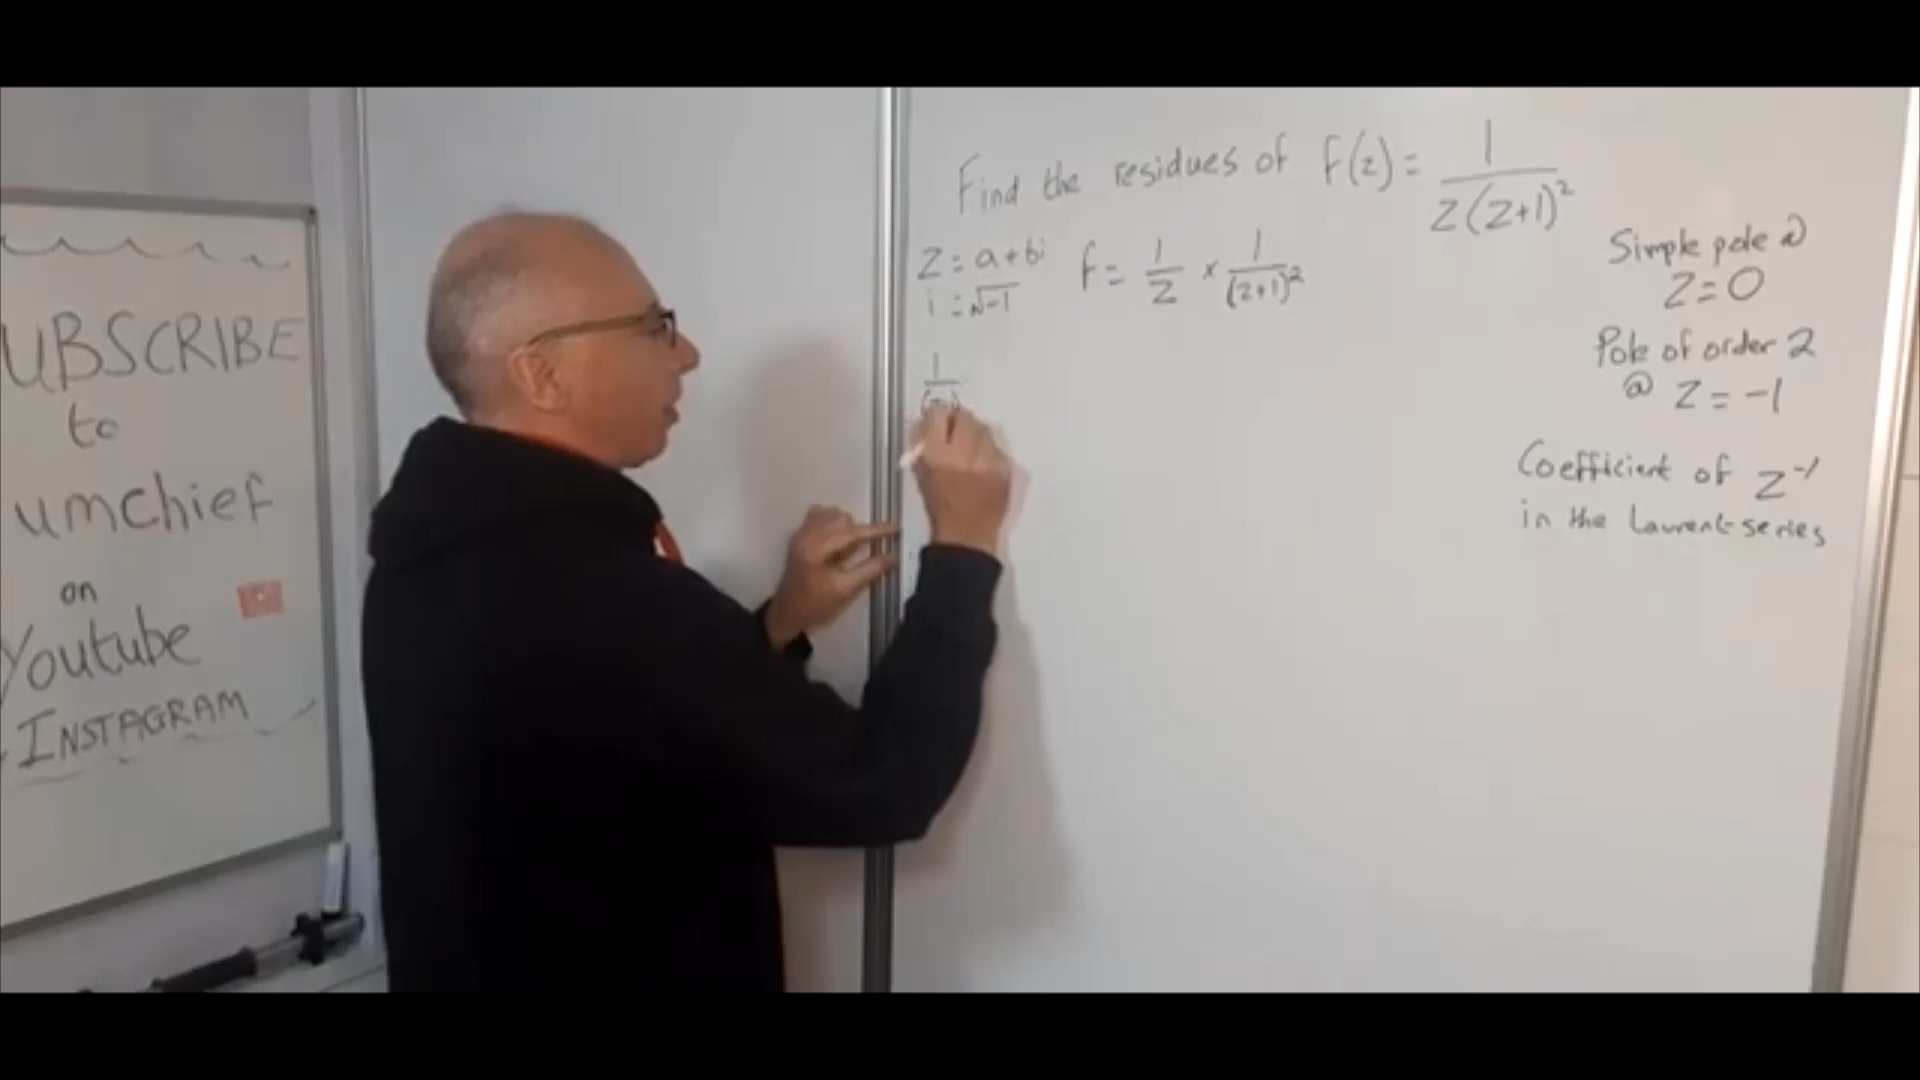 UBSCRIBE
to
umchief
on
Youtube
INSTAGRAM
Find the residues of f(z) = 1/(z(z+1)²)
z = a+bi
i = √-1
f = 1/z × 1/(z+1)²
1
Simple pole @
z = 0
Pole of order 2
@ z = -1
Coefficient of z⁻¹
in the Laurent series